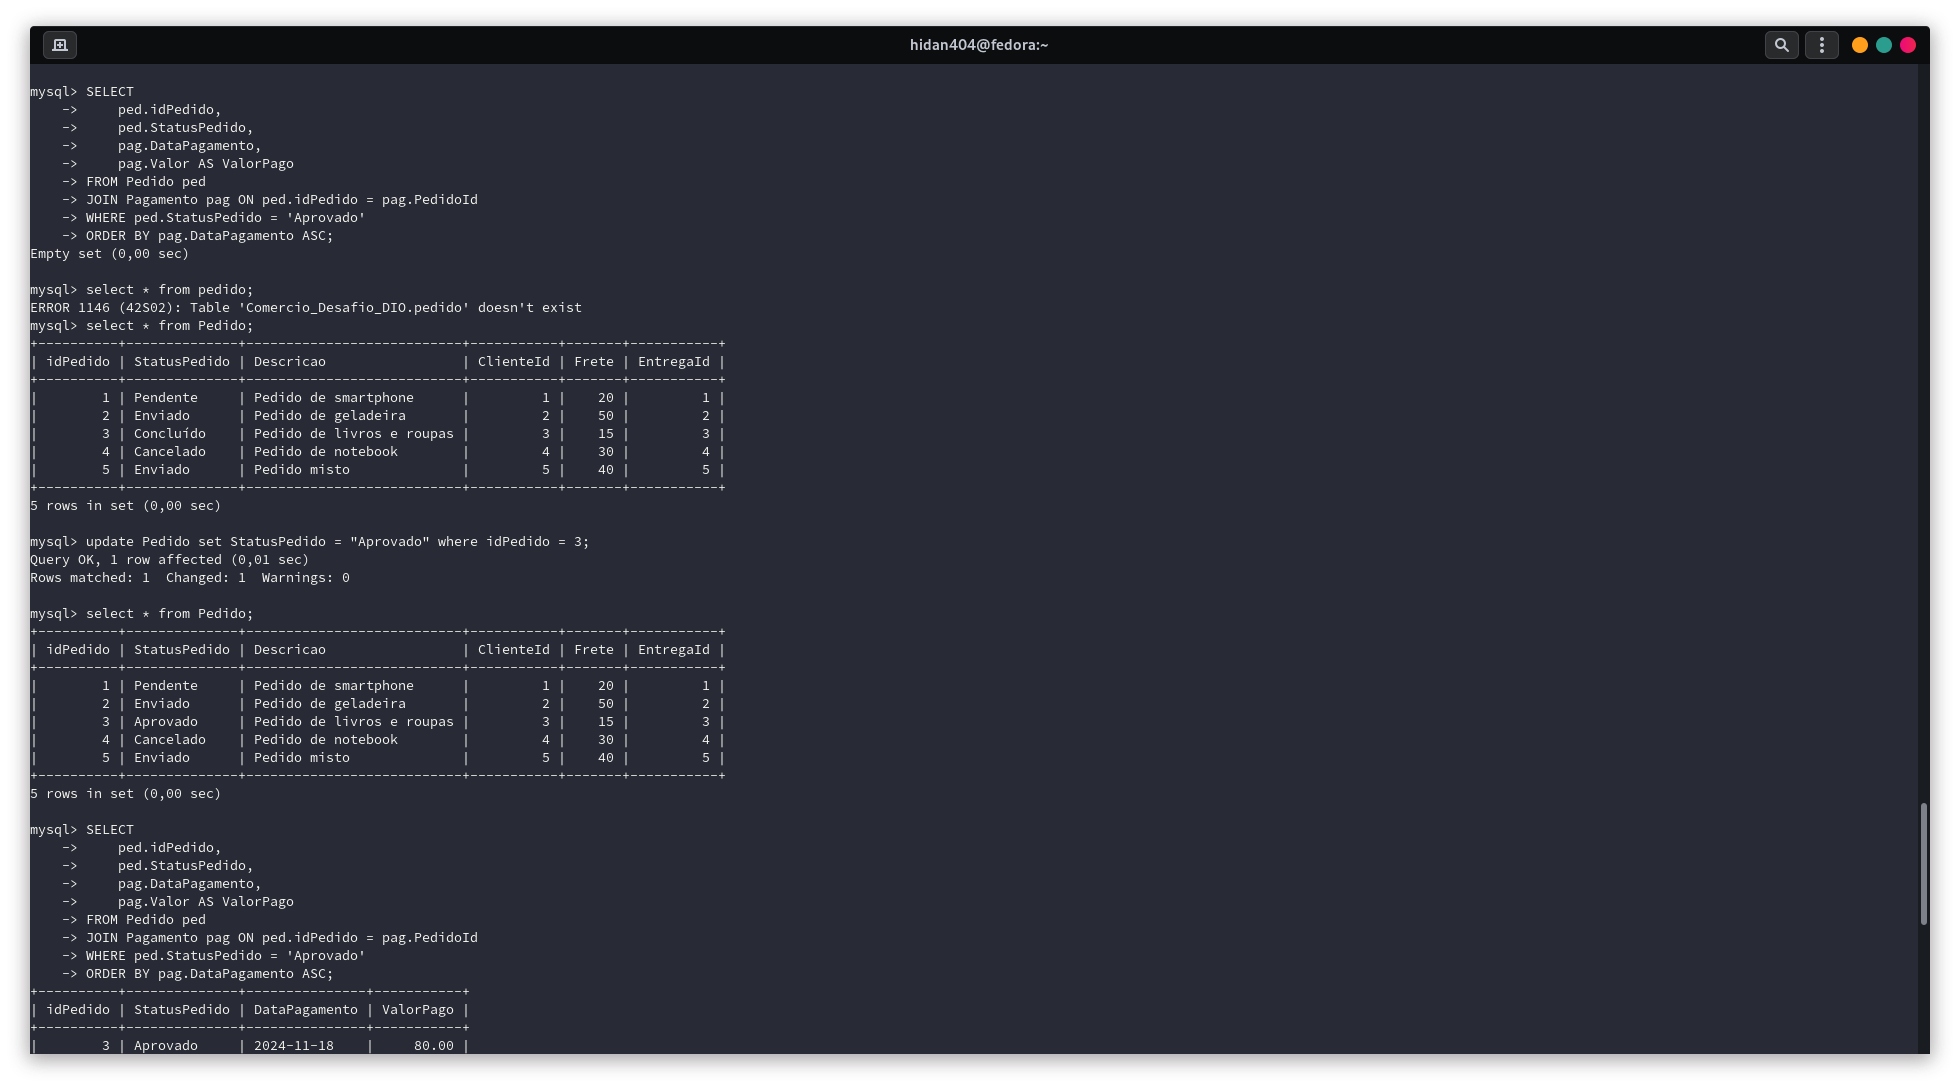 hidan404@fedora:~
mysql> SELECT
    ->     ped.idPedido,
    ->     ped.StatusPedido,
    ->     pag.DataPagamento,
    ->     pag.Valor AS ValorPago
    -> FROM Pedido ped
    -> JOIN Pagamento pag ON ped.idPedido = pag.PedidoId
    -> WHERE ped.StatusPedido = 'Aprovado'
    -> ORDER BY pag.DataPagamento ASC;
Empty set (0,00 sec)

mysql> select * from pedido;
ERROR 1146 (42S02): Table 'Comercio_Desafio_DIO.pedido' doesn't exist
mysql> select * from Pedido;
+----------+--------------+---------------------------+-----------+-------+-----------+
| idPedido | StatusPedido | Descricao                 | ClienteId | Frete | EntregaId |
+----------+--------------+---------------------------+-----------+-------+-----------+
|        1 | Pendente     | Pedido de smartphone      |         1 |    20 |         1 |
|        2 | Enviado      | Pedido de geladeira       |         2 |    50 |         2 |
|        3 | Concluído    | Pedido de livros e roupas |         3 |    15 |         3 |
|        4 | Cancelado    | Pedido de notebook        |         4 |    30 |         4 |
|        5 | Enviado      | Pedido misto              |         5 |    40 |         5 |
+----------+--------------+---------------------------+-----------+-------+-----------+
5 rows in set (0,00 sec)

mysql> update Pedido set StatusPedido = "Aprovado" where idPedido = 3;
Query OK, 1 row affected (0,01 sec)
Rows matched: 1  Changed: 1  Warnings: 0

mysql> select * from Pedido;
+----------+--------------+---------------------------+-----------+-------+-----------+
| idPedido | StatusPedido | Descricao                 | ClienteId | Frete | EntregaId |
+----------+--------------+---------------------------+-----------+-------+-----------+
|        1 | Pendente     | Pedido de smartphone      |         1 |    20 |         1 |
|        2 | Enviado      | Pedido de geladeira       |         2 |    50 |         2 |
|        3 | Aprovado     | Pedido de livros e roupas |         3 |    15 |         3 |
|        4 | Cancelado    | Pedido de notebook        |         4 |    30 |         4 |
|        5 | Enviado      | Pedido misto              |         5 |    40 |         5 |
+----------+--------------+---------------------------+-----------+-------+-----------+
5 rows in set (0,00 sec)

mysql> SELECT
    ->     ped.idPedido,
    ->     ped.StatusPedido,
    ->     pag.DataPagamento,
    ->     pag.Valor AS ValorPago
    -> FROM Pedido ped
    -> JOIN Pagamento pag ON ped.idPedido = pag.PedidoId
    -> WHERE ped.StatusPedido = 'Aprovado'
    -> ORDER BY pag.DataPagamento ASC;
+----------+--------------+---------------+-----------+
| idPedido | StatusPedido | DataPagamento | ValorPago |
+----------+--------------+---------------+-----------+
|        3 | Aprovado     | 2024-11-18    |     80.00 |